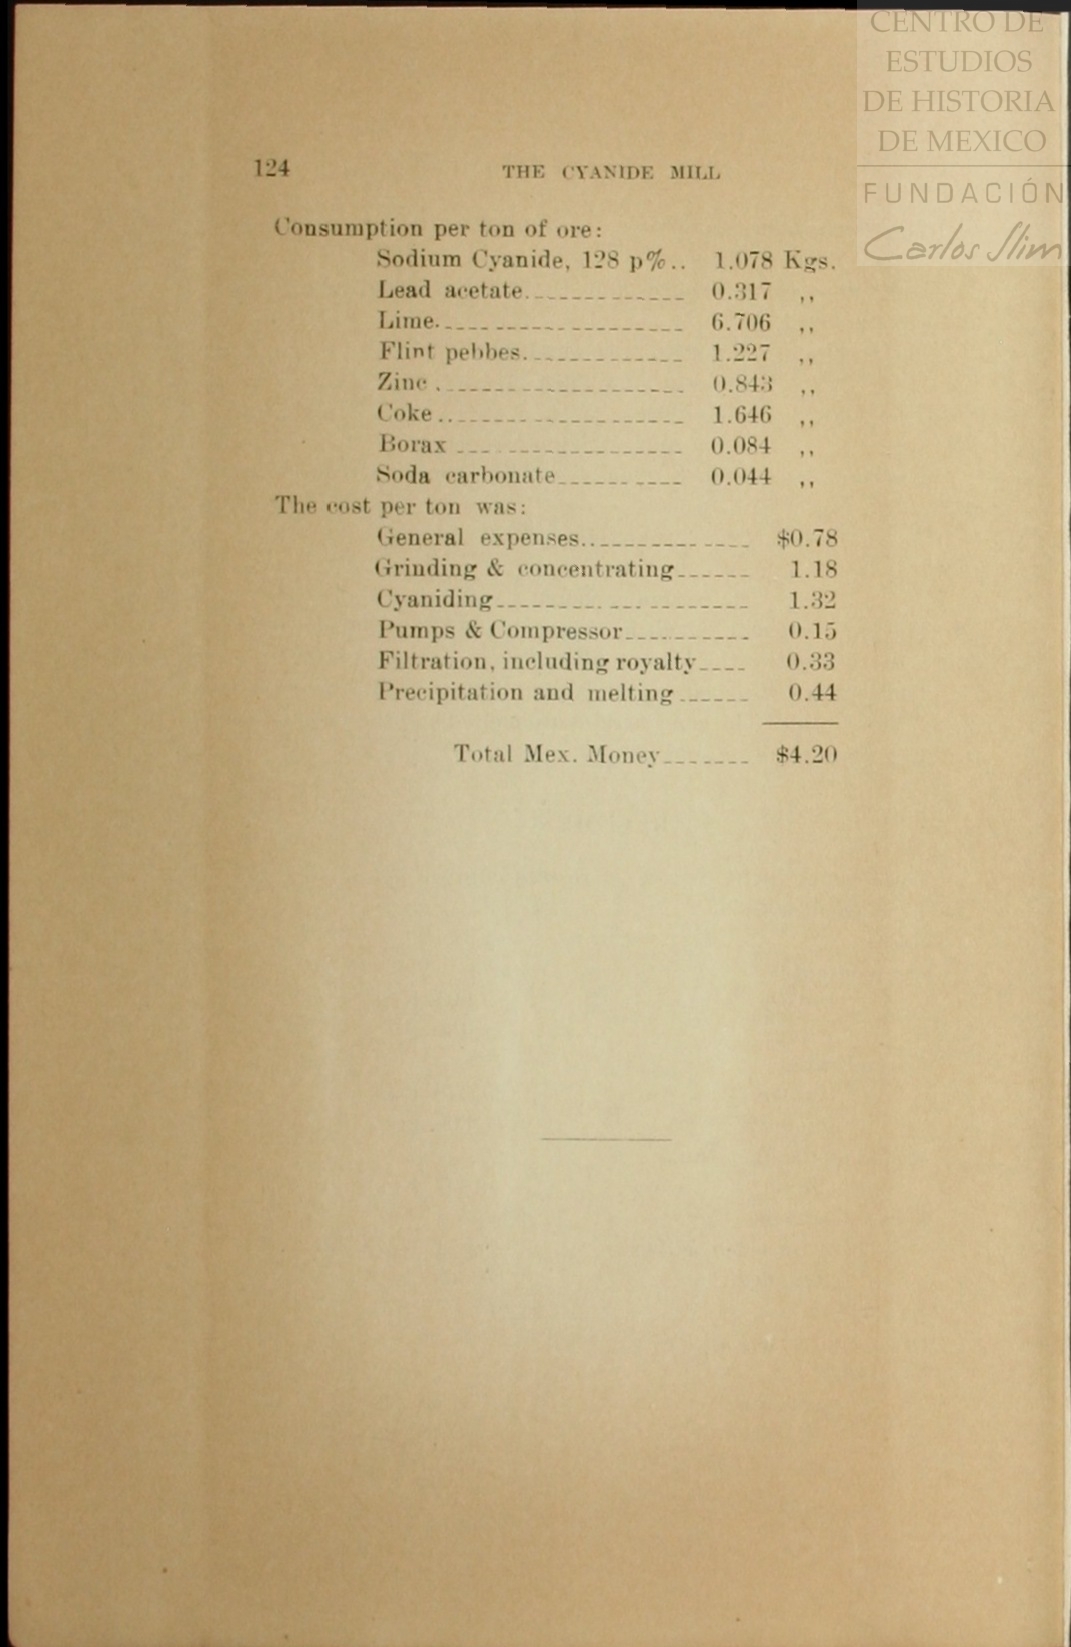 CENTRO DE
ESTUDIOS
DE HISTORIA
DE MEXICO
FUNDACIÓN
Carlos Slim
124 THE CYANIDE MILL
Consumption per ton of ore:
Sodium Cyanide, 128 p%.. 1.078 Kgs.
Lead acetate 0.317 ,,
Lime 6.706 ,,
Flint pebbes 1.227 ,,
Zinc 0.843 ,,
Coke 1.646 ,,
Borax 0.084 ,,
Soda carbonate 0.044 ,,
The cost per ton was:
General expenses $0.78
Grinding & concentrating 1.18
Cyaniding 1.32
Pumps & Compressor 0.15
Filtration, including royalty 0.33
Precipitation and melting 0.44
Total Mex. Money $4.20